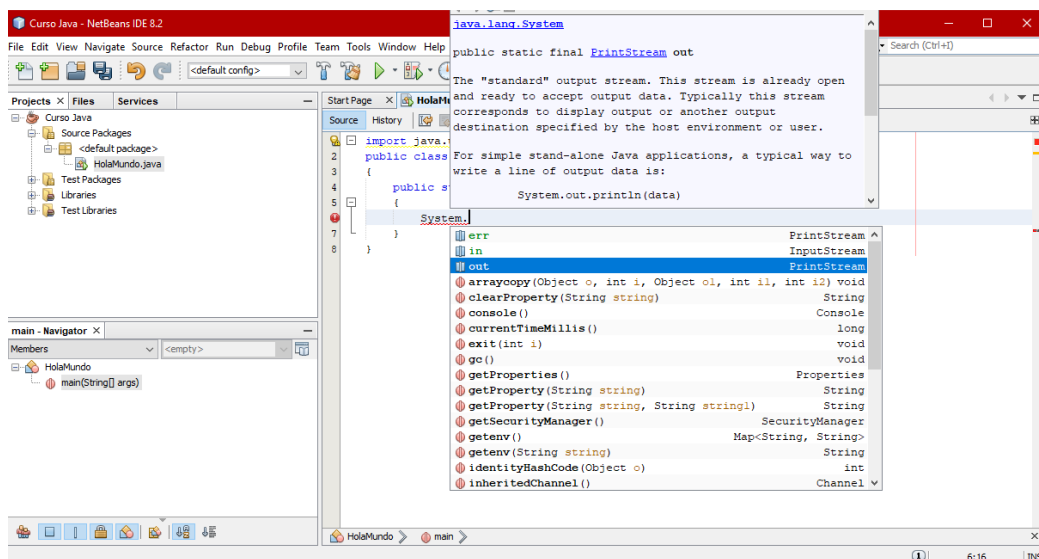 Curso Java - NetBeans IDE 8.2
File Edit View Navigate Source Refactor Run Debug Profile Team Tools Window Help
Search (Ctrl+I)
<default config>
Projects Files Services
Curso Java
Source Packages
<default package>
HolaMundo.java
Test Packages
Libraries
Test Libraries
main - Navigator
Members <empty>
HolaMundo
main(String[] args)
Start Page HolaMu
Source History
import java.
2 public class
3 {
4 public s
5 {
System.
7 }
8 }
java.lang.System
public static final PrintStream out
The "standard" output stream. This stream is already open
and ready to accept output data. Typically this stream
corresponds to display output or another output
destination specified by the host environment or user.
For simple stand-alone Java applications, a typical way to
write a line of output data is:
System.out.println(data)
err PrintStream
in InputStream
out PrintStream
arraycopy(Object o, int i, Object o1, int i1, int i2) void
clearProperty(String string) String
console() Console
currentTimeMillis() long
exit(int i) void
gc() void
getProperties() Properties
getProperty(String string) String
getProperty(String string, String string1) String
getSecurityManager() SecurityManager
getenv() Map<String, String>
getenv(String string) String
identityHashCode(Object o) int
inheritedChannel() Channel
HolaMundo main
1 6:16 INS